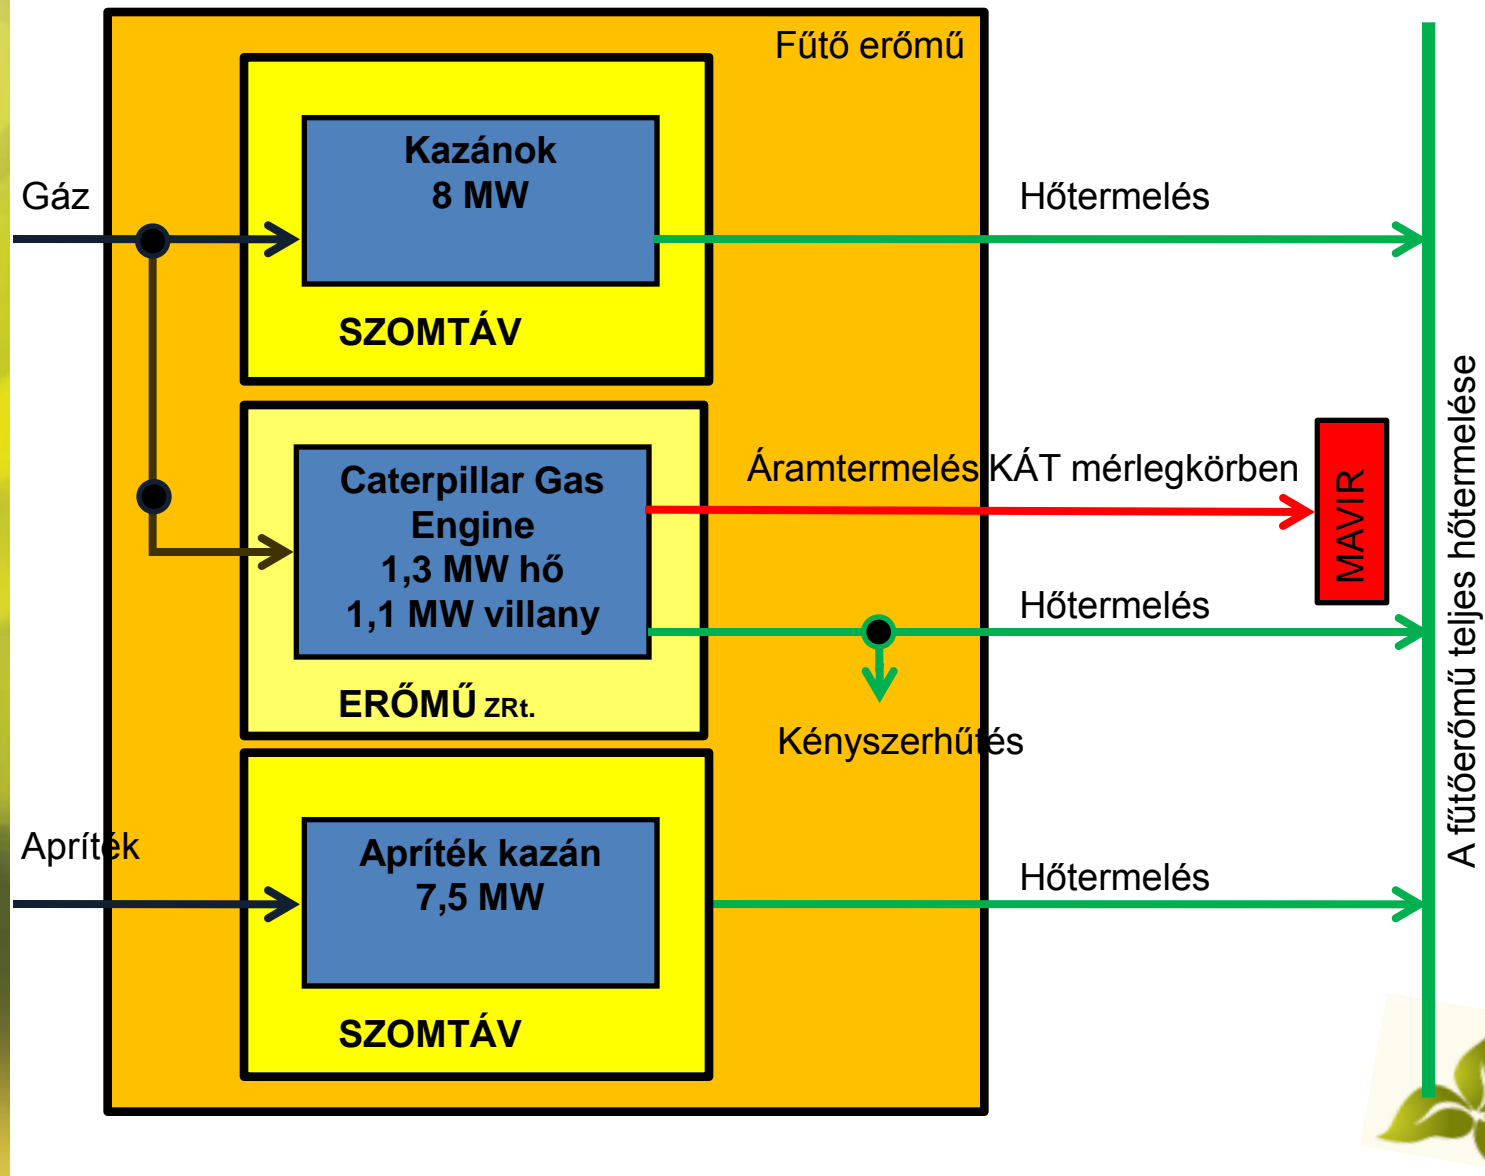 Fűtő erőmű
Gáz
Kazánok
8 MW
Hőtermelés
SZOMTÁV
Áramtermelés KÁT mérlegkörben
Caterpillar Gas
Engine
1,3 MW hő
1,1 MW villany
MAVIR
Hőtermelés
ERŐMŰ ZRt.
Kényszerhűtés
A fűtőerőmű teljes hőtermelése
Apríték
Apríték kazán
7,5 MW
Hőtermelés
SZOMTÁV